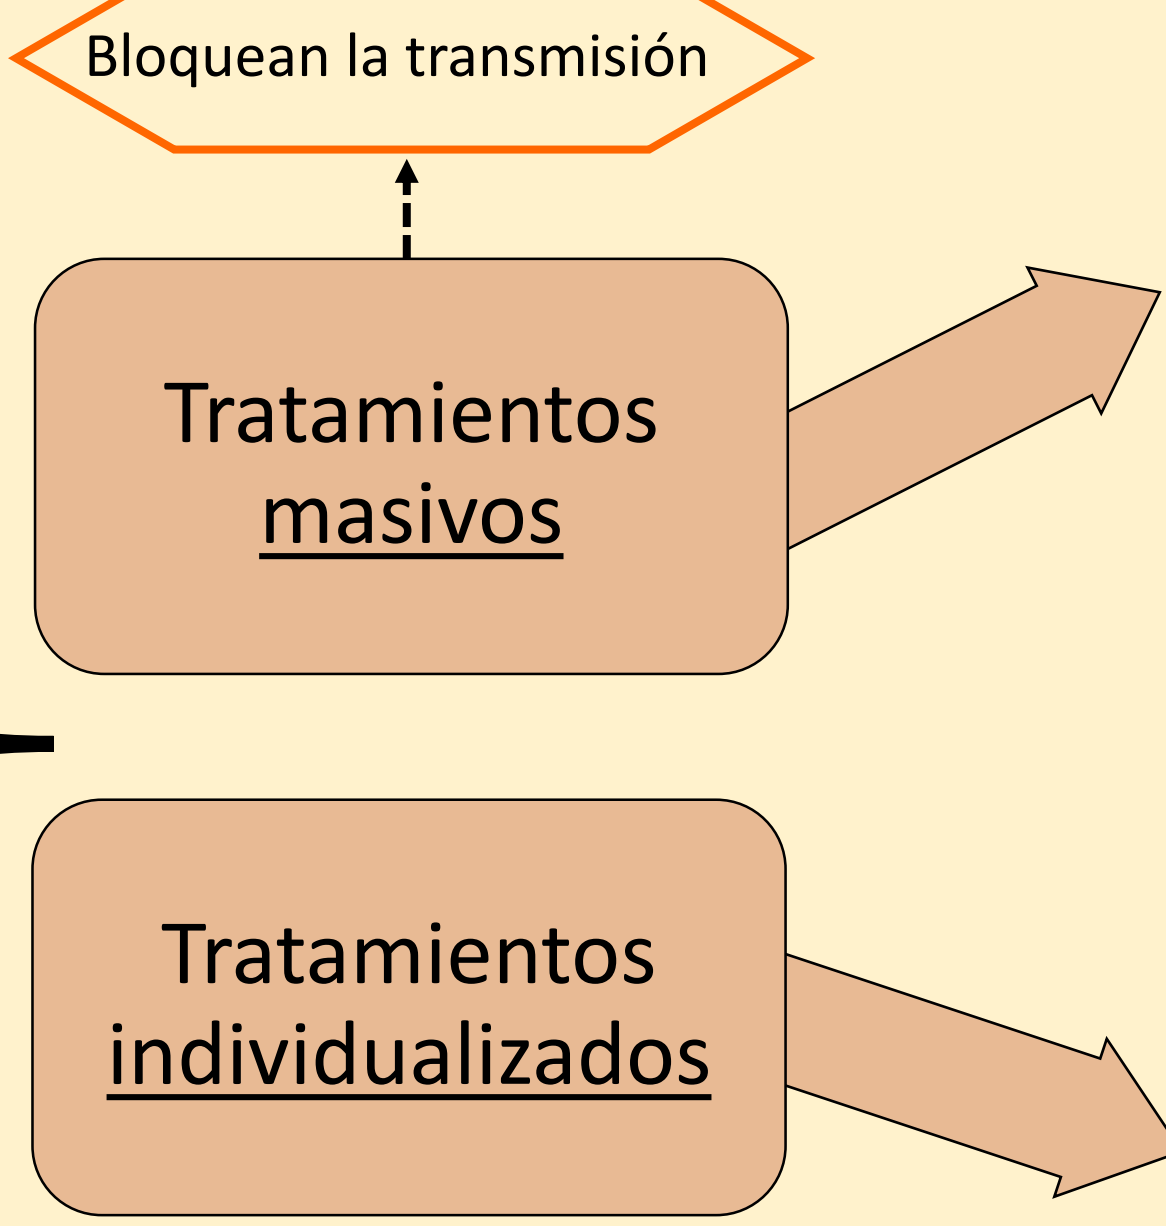 Bloquean la transmisión
Tratamientos
masivos
Tratamientos
individualizados